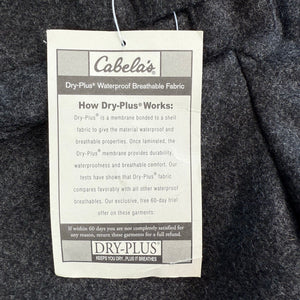 Cabela's®
Dry-Plus® Waterproof Breathable Fabric
How Dry-Plus® Works:
Dry-Plus® is a membrane bonded to a shell
fabric to give the material waterproof and
breathable properties. Once laminated, the
Dry-Plus® membrane provides durability,
waterproofness and breathable comfort. Our
tests have shown that Dry-Plus® fabric
compares favorably with all other waterproof
breathables. Our exclusive, free 60-day trial
offer on these garments:
If within 60 days you are not completely satisfied for
any reason, return these garments for a full refund.
DRY-PLUS®
KEEPS YOU DRY...PLUS IT BREATHES